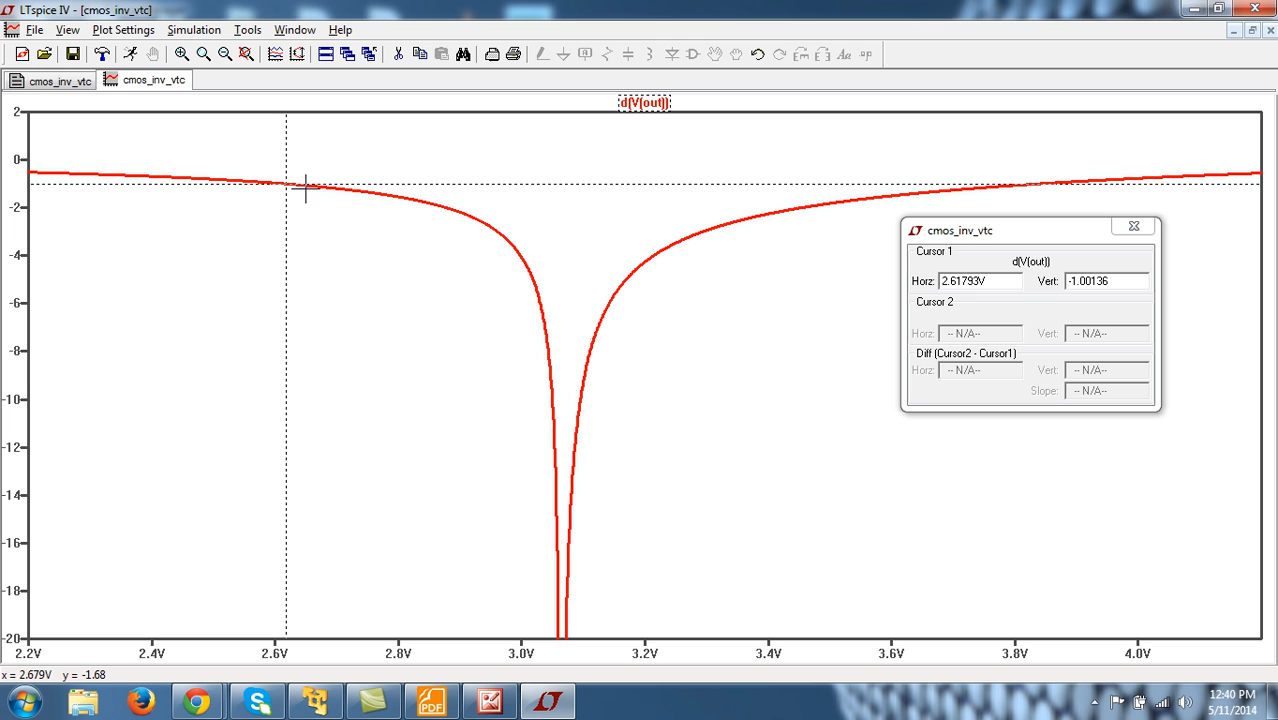 LTspice IV - [cmos_inv_vtc]
File View Plot Settings Simulation Tools Window Help
cmos_inv_vtc cmos_inv_vtc
d(V(out))
2
0
-2
-4
-6
-8
-10
-12
-14
-16
-18
-20
2.2V 2.4V 2.6V 2.8V 3.0V 3.2V 3.4V 3.6V 3.8V 4.0V
cmos_inv_vtc
Cursor 1
d(V(out))
Horz: 2.61793V Vert: -1.00136
Cursor 2
Horz: -- N/A-- Vert: -- N/A--
Diff (Cursor2 - Cursor1)
Horz: -- N/A-- Vert: -- N/A--
Slope: -- N/A--
x = 2.679V y = -1.68
PDF
12:40 PM
5/11/2014